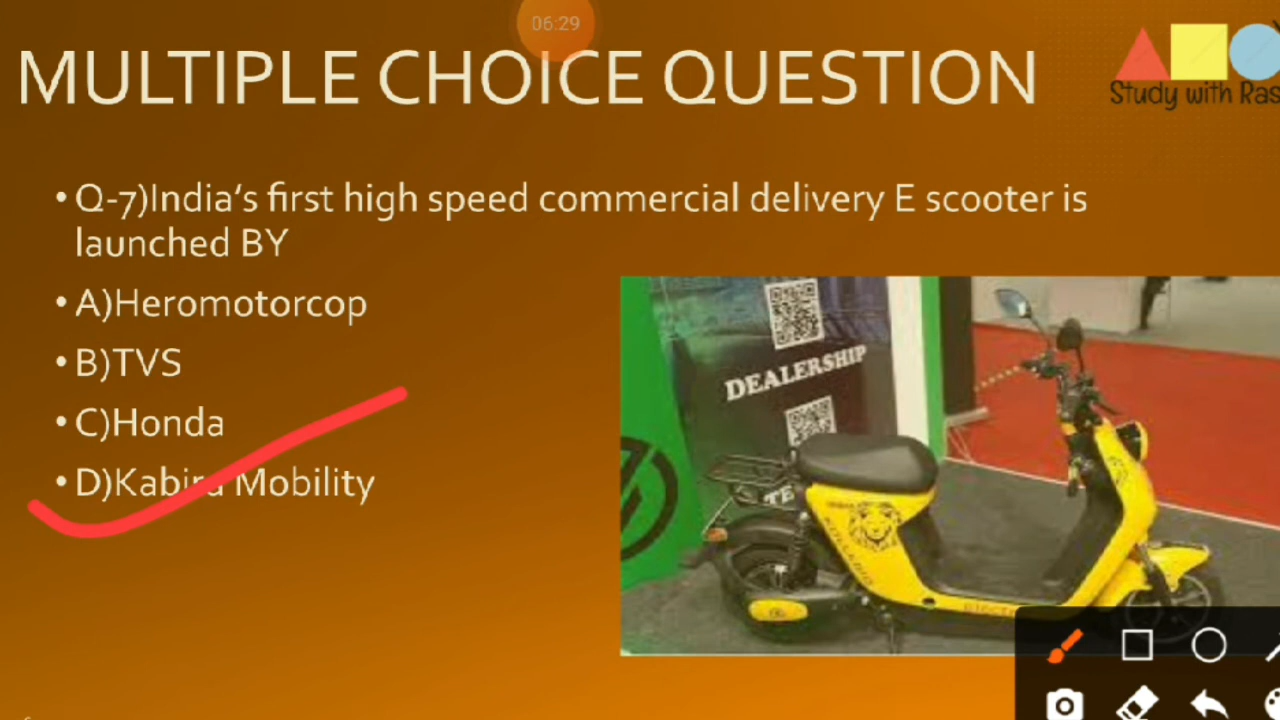 06:29
MULTIPLE CHOICE QUESTION
Study with Ras
• Q-7)India's first high speed commercial delivery E scooter is
launched BY
• A)Heromotorcop
• B)TVS
• C)Honda
• D)Kabira Mobility
DEALERSHIP